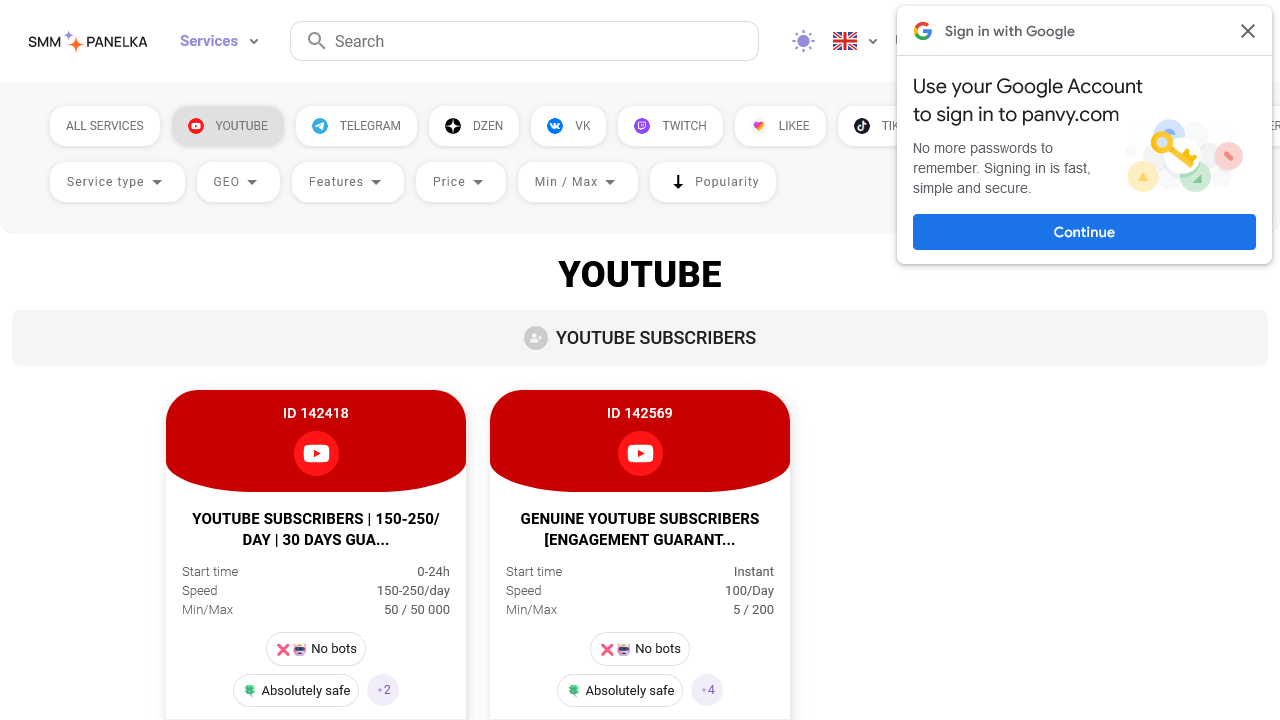 SMM PANELKA
Services
Search
Sign in with Google
Use your Google Account
to sign in to panvy.com
No more passwords to
remember. Signing in is fast,
simple and secure.
Continue
ALL SERVICES
YOUTUBE
TELEGRAM
DZEN
VK
TWITCH
LIKEE
Service type
GEO
Features
Price
Min / Max
Popularity
YOUTUBE
YOUTUBE SUBSCRIBERS
ID 142418
YOUTUBE SUBSCRIBERS | 150-250/
DAY | 30 DAYS GUA...
Start time 0-24h
Speed 150-250/day
Min/Max 50 / 50 000
No bots
Absolutely safe
+2
ID 142569
GENUINE YOUTUBE SUBSCRIBERS
[ENGAGEMENT GUARANT...
Start time Instant
Speed 100/Day
Min/Max 5 / 200
No bots
Absolutely safe
+4